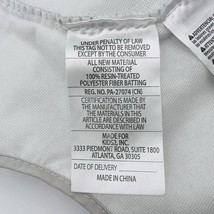 UNDER PENALTY OF LAW
THIS TAG NOT TO BE REMOVED
EXCEPT BY THE CONSUMER
ALL NEW MATERIAL
CONSISTING OF
100% RESIN-TREATED
POLYESTER FIBER BATTING
REG. NO. PA-27074 (CN)
CERTIFICATION IS MADE BY
THE MANUFACTURER THAT
THE MATERIALS IN THIS
ARTICLE ARE DESCRIBED IN
ACCORDANCE WITH LAW.
MADE FOR
KIDS2, INC.
3333 PIEDMONT ROAD, SUITE 1800
ATLANTA, GA 30305
DATE OF DELIVERY
MADE IN CHINA